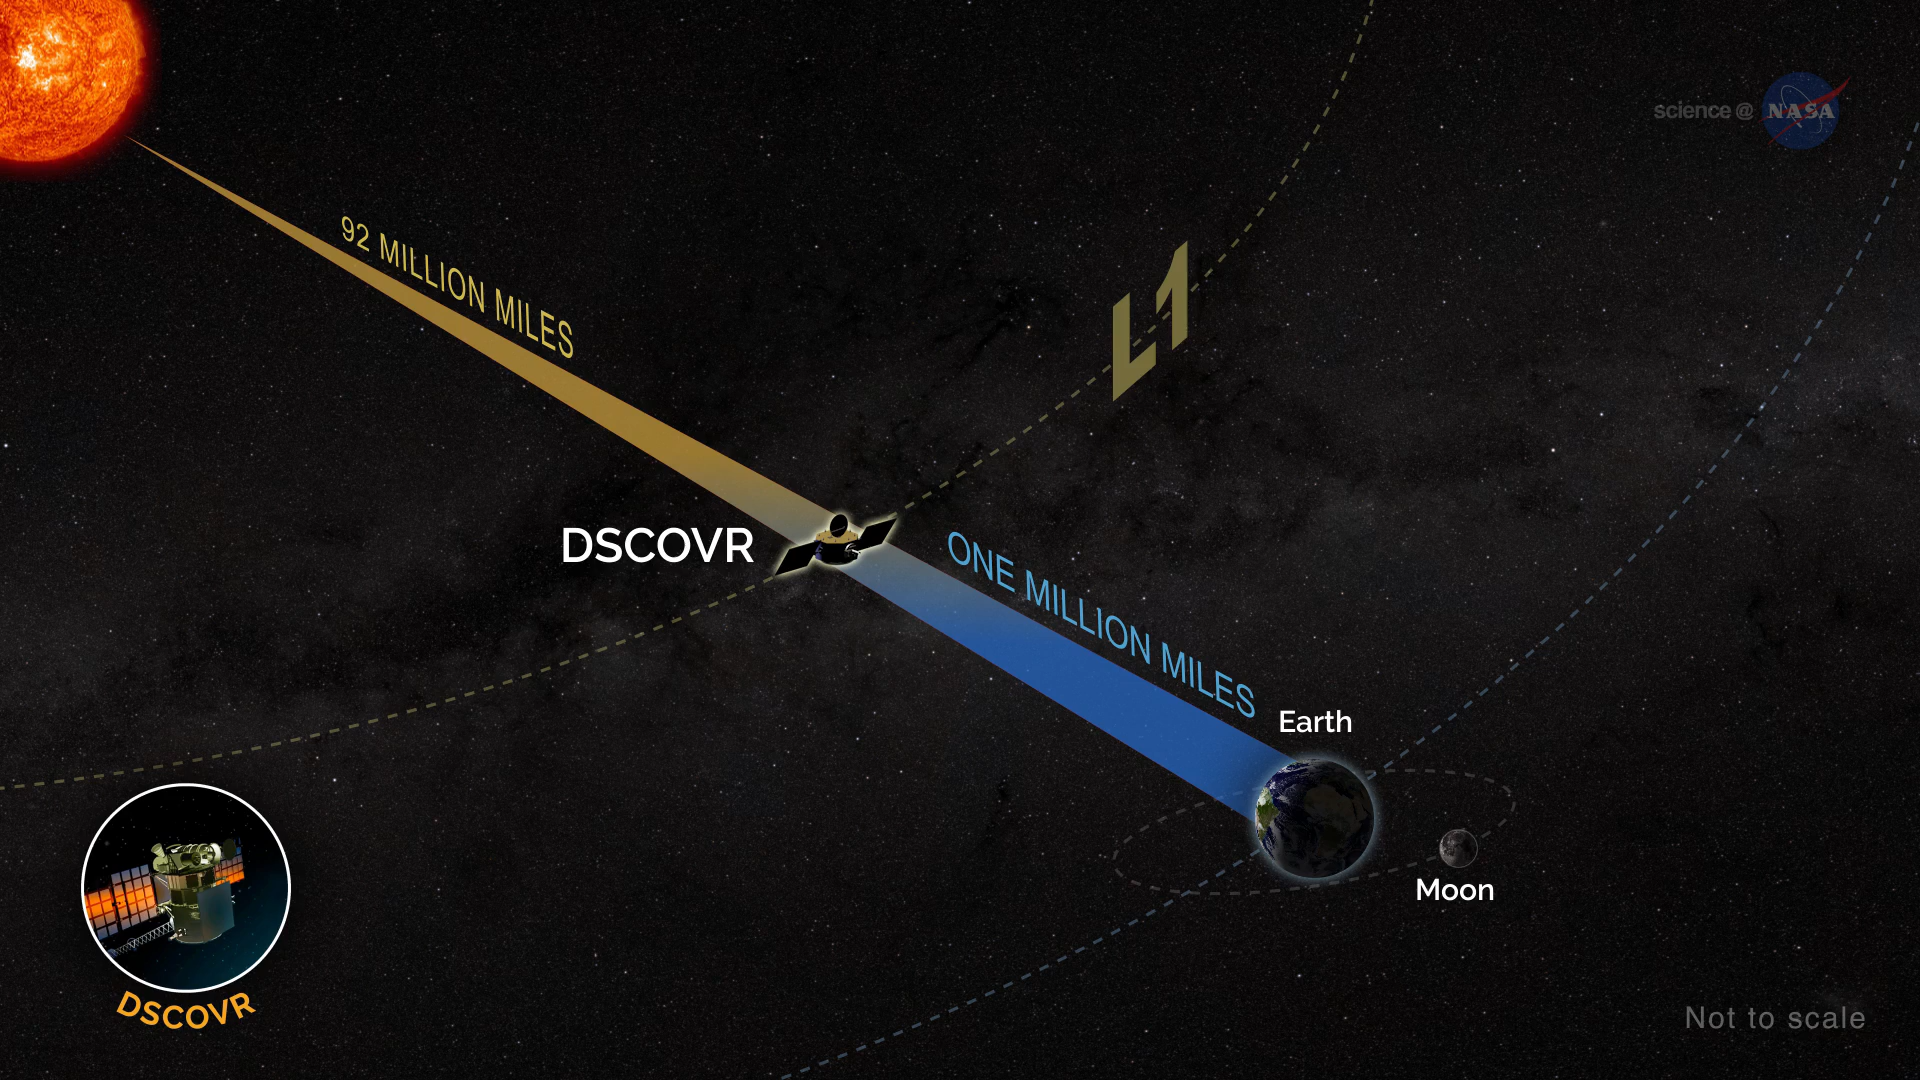 science @ NASA
92 MILLION MILES
L1
DSCOVR
ONE MILLION MILES
Earth
Moon
DSCOVR
Not to scale